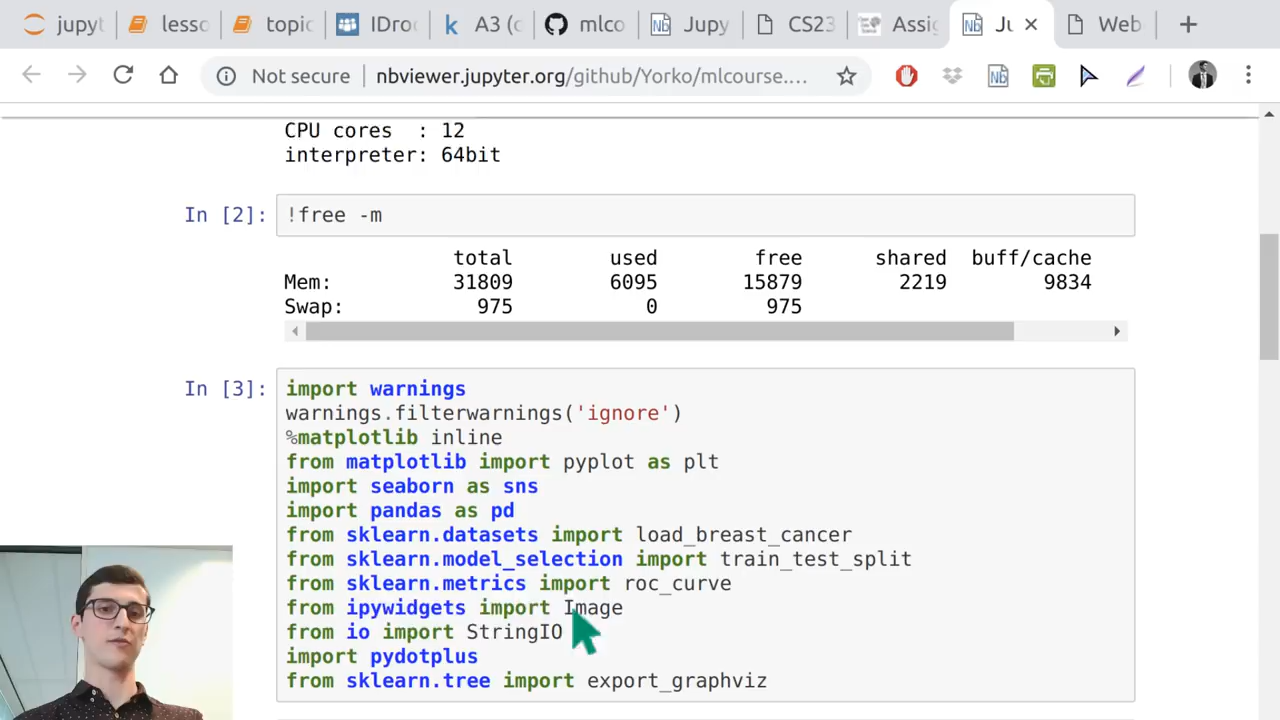 jupyt
lesso
topic
IDro
k A3 (c
mlco
Nb Jupy
CS23
Assig
Nb Ju
Web
Not secure nbviewer.jupyter.org/github/Yorko/mlcourse....
Nb
CPU cores : 12
interpreter: 64bit
In [2]: !free -m
total used free shared buff/cache
Mem: 31809 6095 15879 2219 9834
Swap: 975 0 975
In [3]: import warnings
warnings.filterwarnings('ignore')
%matplotlib inline
from matplotlib import pyplot as plt
import seaborn as sns
import pandas as pd
from sklearn.datasets import load_breast_cancer
from sklearn.model_selection import train_test_split
from sklearn.metrics import roc_curve
from ipywidgets import Image
from io import StringIO
import pydotplus
from sklearn.tree import export_graphviz